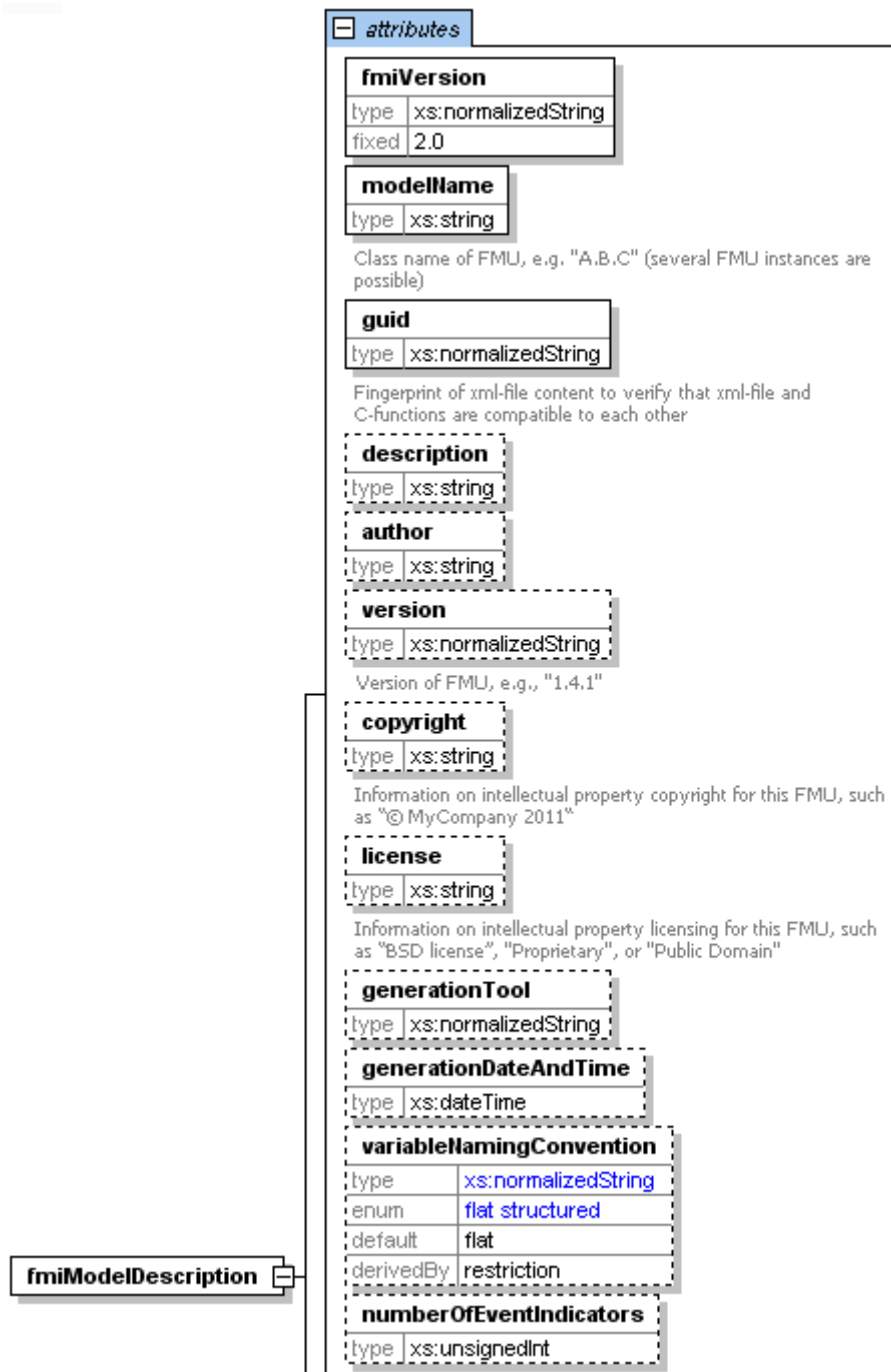 attributes
fmiVersion
type xs:normalizedString
fixed 2.0
modelName
type xs:string
Class name of FMU, e.g. "A.B.C" (several FMU instances are
possible)
guid
type xs:normalizedString
Fingerprint of xml-file content to verify that xml-file and
C-functions are compatible to each other
description
type xs:string
author
type xs:string
version
type xs:normalizedString
Version of FMU, e.g., "1.4.1"
copyright
type xs:string
Information on intellectual property copyright for this FMU, such
as “© MyCompany 2011“
license
type xs:string
Information on intellectual property licensing for this FMU, such
as “BSD license”, "Proprietary", or "Public Domain"
generationTool
type xs:normalizedString
generationDateAndTime
type xs:dateTime
variableNamingConvention
type xs:normalizedString
enum flat structured
default flat
derivedBy restriction
fmiModelDescription
numberOfEventIndicators
type xs:unsignedInt